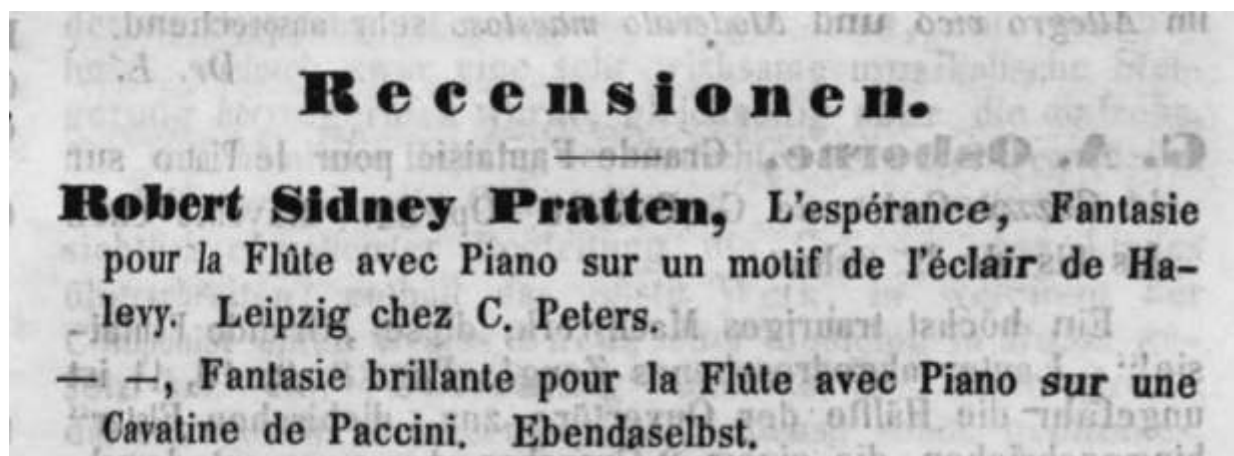 Recensionen.
Robert Sidney Pratten, L'espérance, Fantasie
pour la Flûte avec Piano sur un motif de l'éclair de Ha-
levy. Leipzig chez C. Peters.
— —, Fantasie brillante pour la Flûte avec Piano sur une
Cavatine de Paccini. Ebendaselbst.